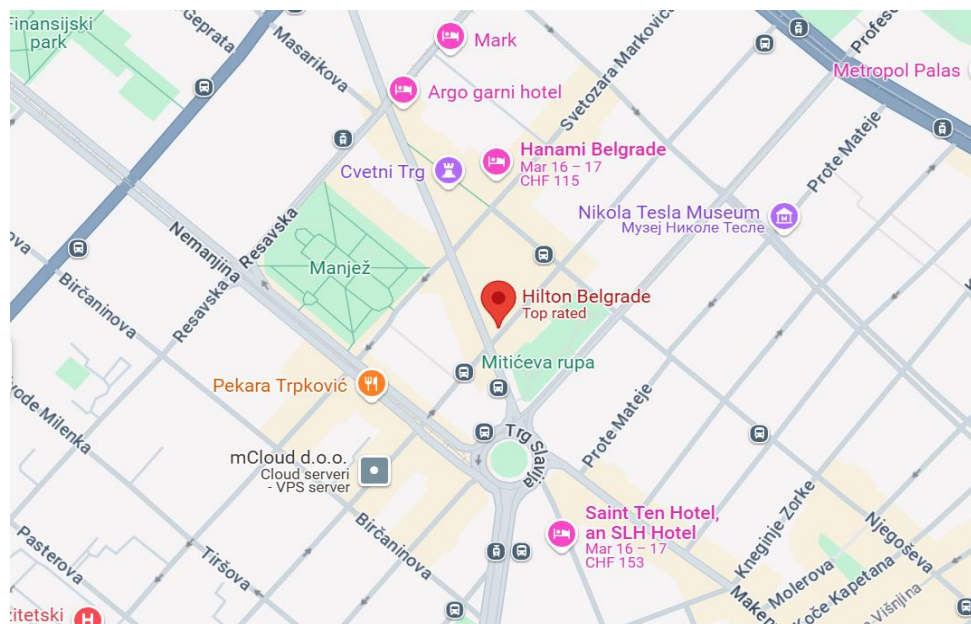 Finansijski
park
Geprata
Masarikova
Mark
Argo garni hotel
Svetozara Markovića
Profes
Metropol Palas
Hanami Belgrade
Mar 16 – 17
CHF 115
Cvetni Trg
Prote Mateje
Nikola Tesla Museum
Музеј Николе Тесле
Resavska
Nemanjina
Manjež
ova
Birčaninova
Resavska
Hilton Belgrade
Top rated
Mitićeva rupa
Pekara Trpković
Prote Mateje
ode Milenka
Trg Slavija
mCloud d.o.o.
Cloud serveri
- VPS server
Saint Ten Hotel,
an SLH Hotel
Mar 16 – 17
CHF 153
Birčaninova
Kneginje Zorke
Njegoševa
Pasterova
Tiršova
Molerova
Koče Kapetana
Višnjina
Make
zitetski
H